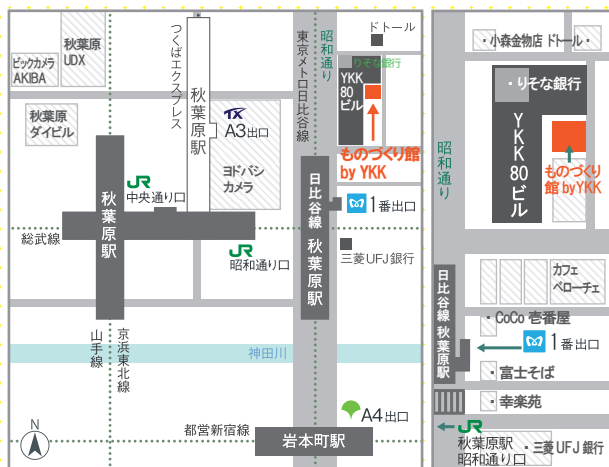 秋葉原
UDX
ビックカメラ
AKIBA
秋葉原
ダイビル
つくばエクスプレス
秋葉原駅
TX
A3出口
ヨドバシ
カメラ
JR
中央通り口
秋葉原駅
総武線
JR
昭和通り口
山手線
京浜東北線
神田川
都営新宿線
岩本町駅
A4出口
N
東京メトロ日比谷線
昭和通り
ドトール
りそな銀行
YKK
80
ビル
ものづくり館
by YKK
日比谷線 秋葉原駅
1番出口
三菱UFJ銀行
・小森金物店 ドトール・
・りそな銀行
YKK80ビル
昭和通り
ものづくり
館 by YKK
カフェ
ベローチェ
日比谷線 秋葉原駅
・CoCo 壱番屋
1番出口
・富士そば
・幸楽苑
JR
秋葉原駅
昭和通り口
・三菱UFJ 銀行